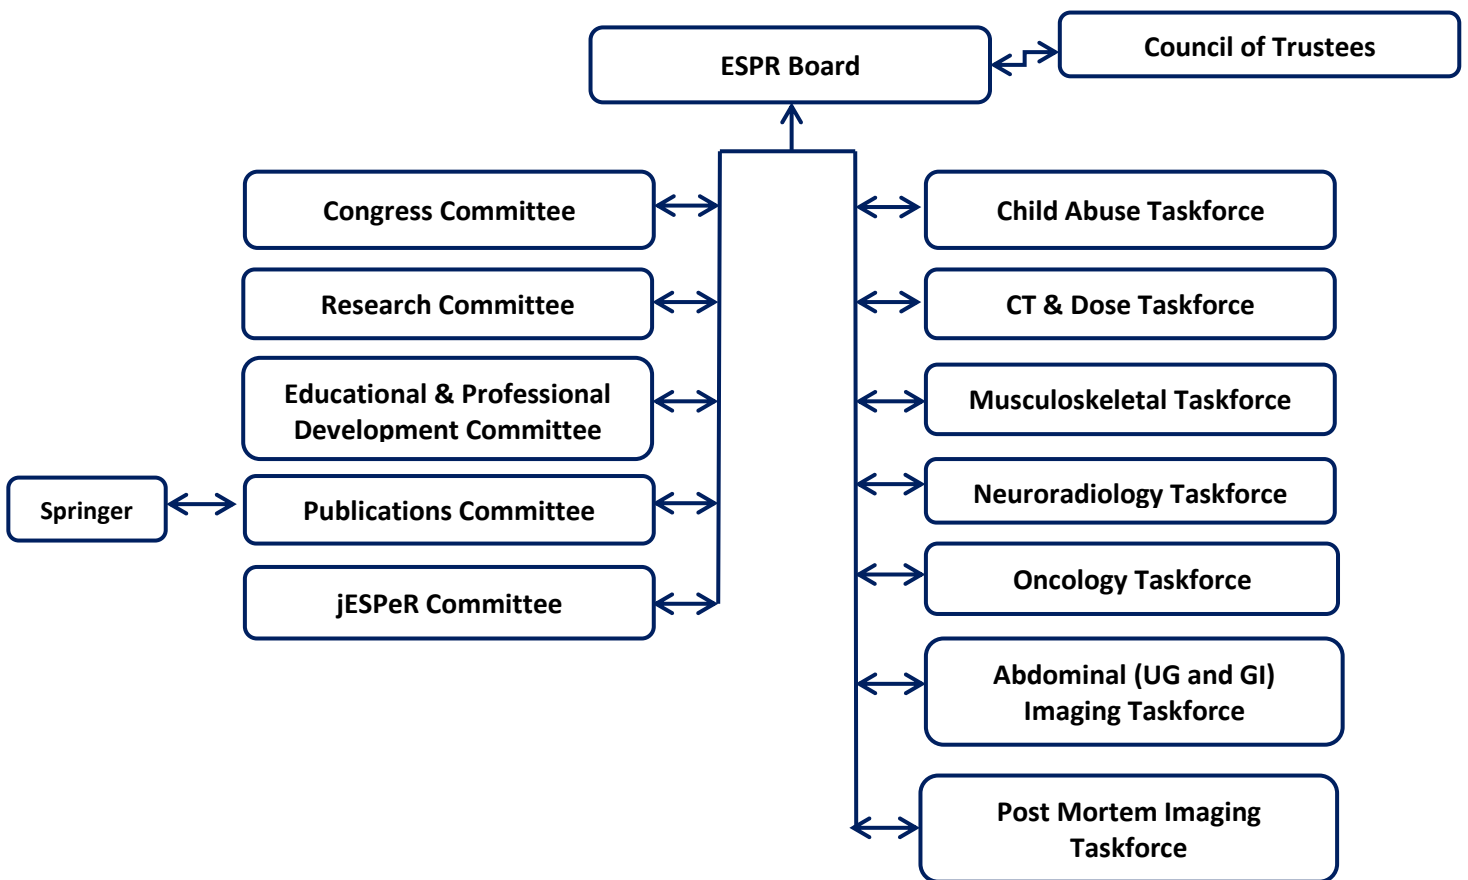 ESPR Board
Council of Trustees
Congress Committee
Research Committee
Educational & Professional
Development Committee
Springer
Publications Committee
jESPeR Committee
Child Abuse Taskforce
CT & Dose Taskforce
Musculoskeletal Taskforce
Neuroradiology Taskforce
Oncology Taskforce
Abdominal (UG and GI)
Imaging Taskforce
Post Mortem Imaging
Taskforce